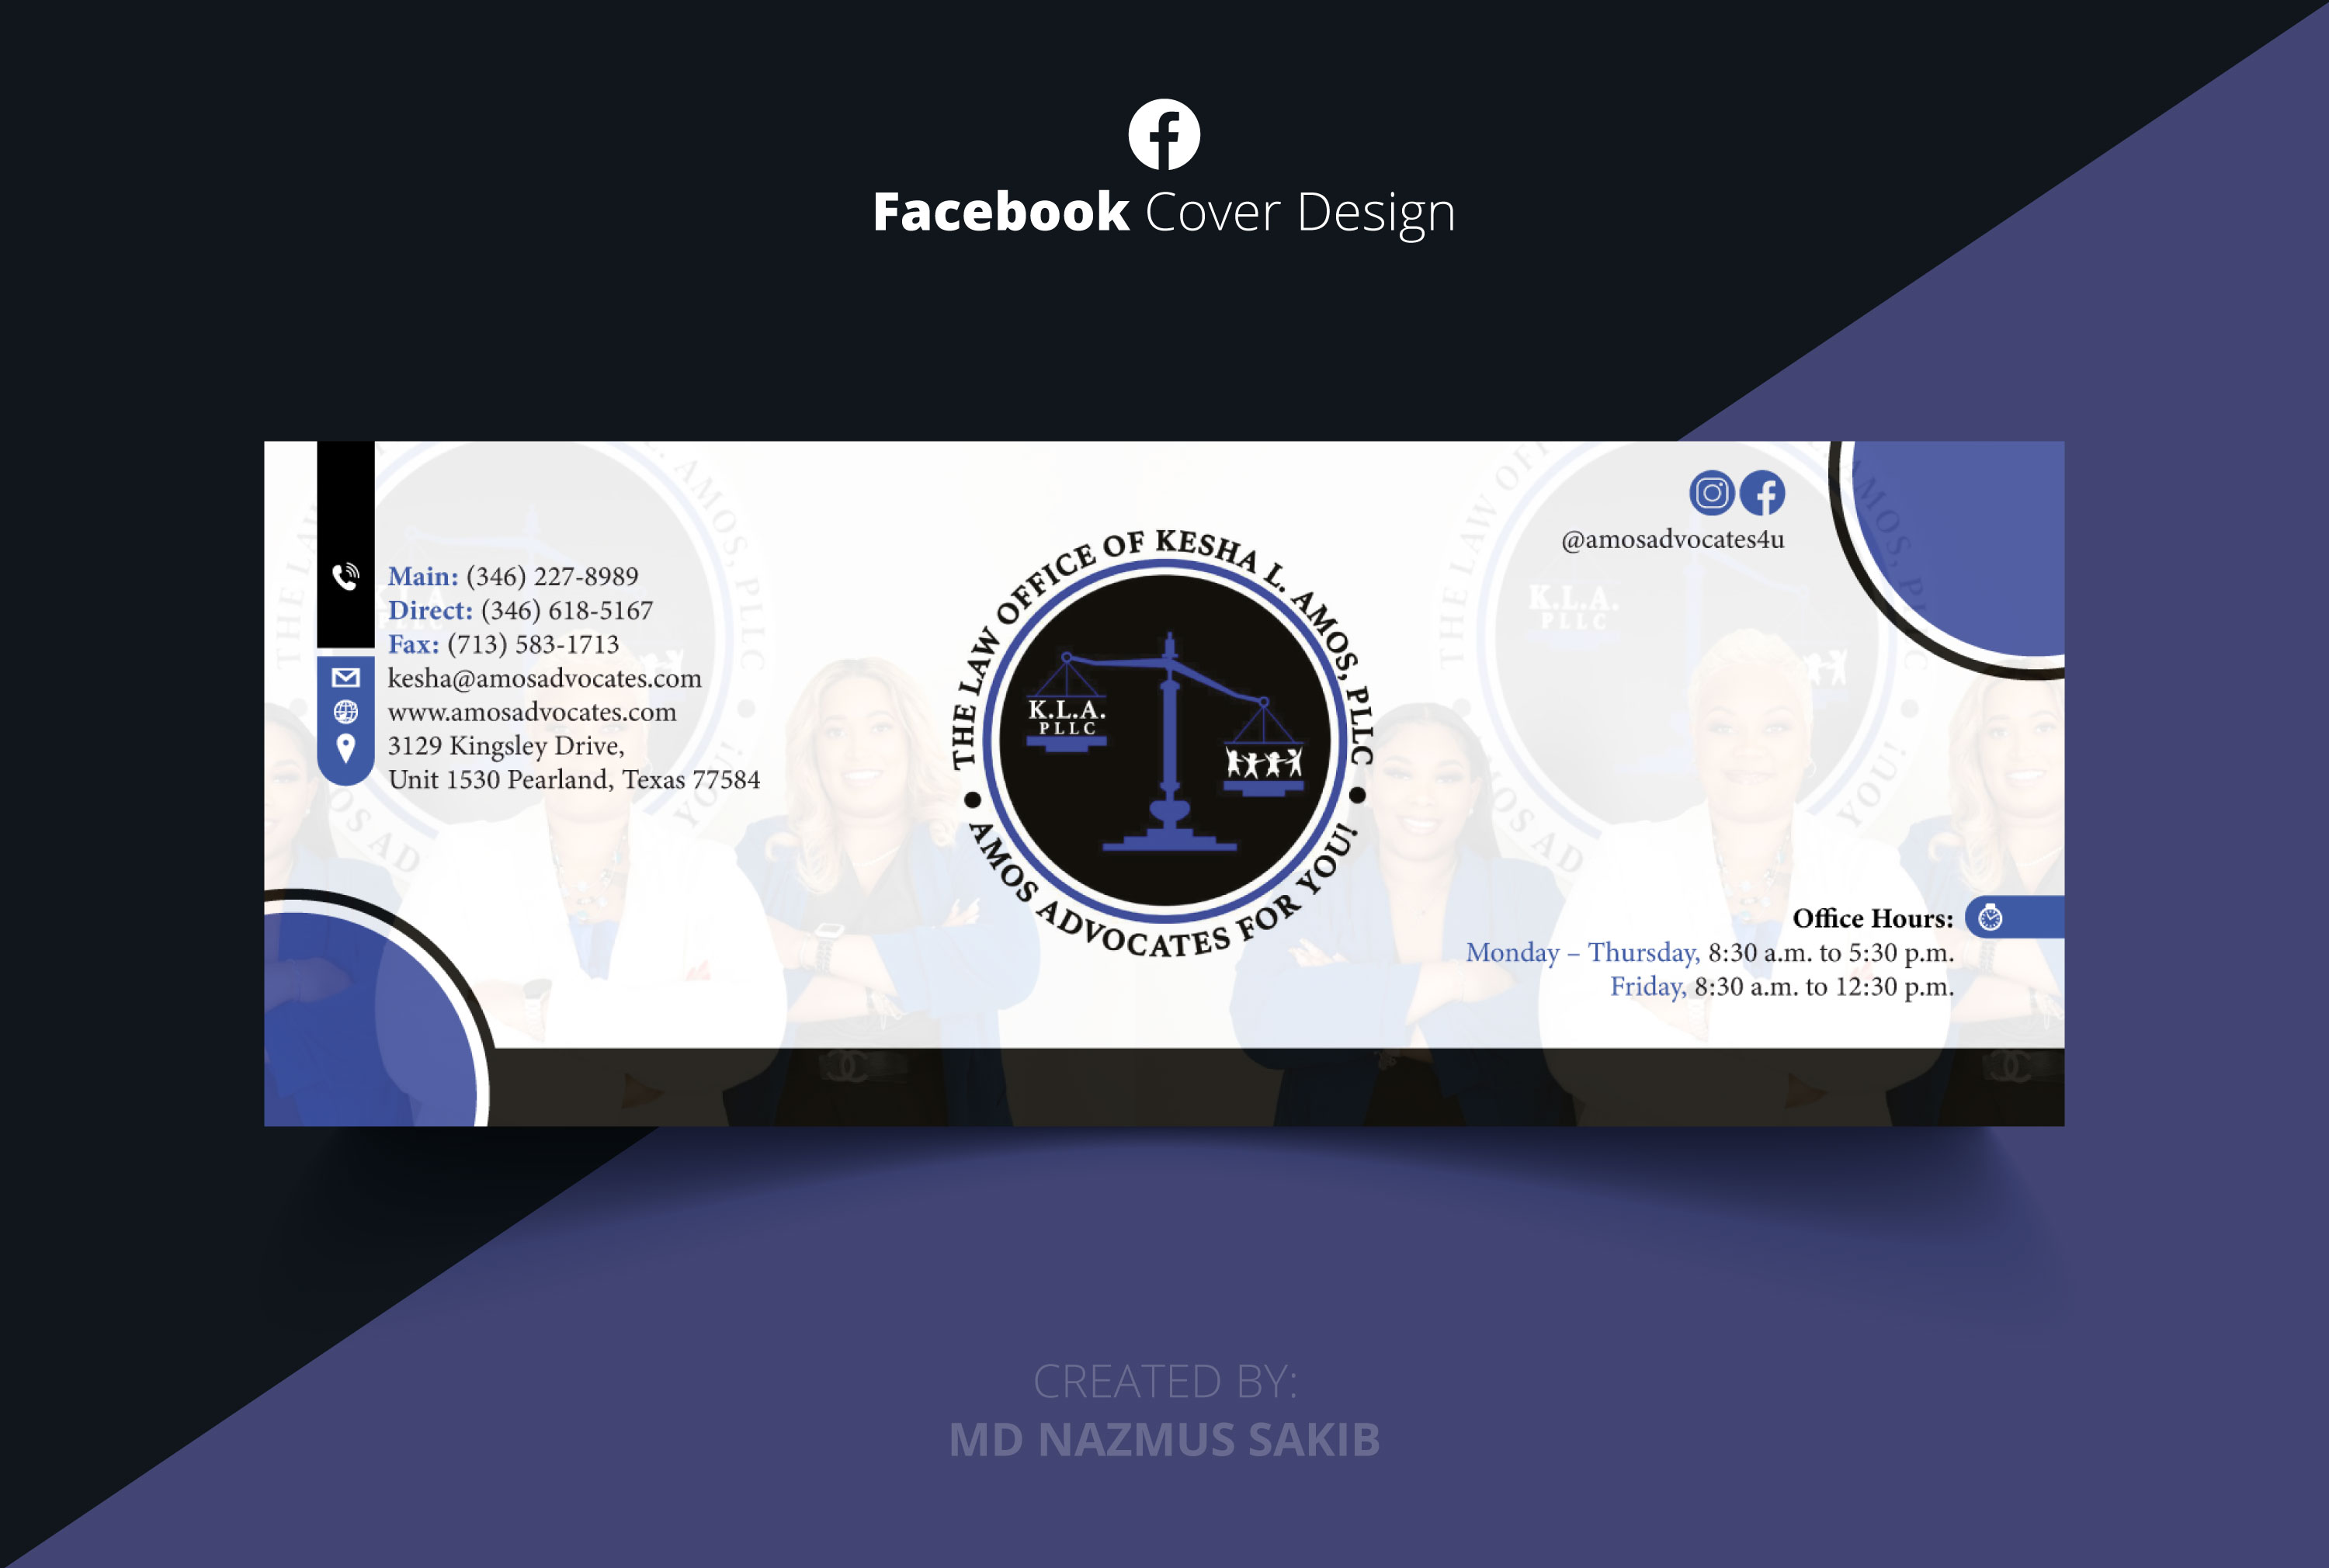 Facebook Cover Design
Main: (346) 227-8989
Direct: (346) 618-5167
Fax: (713) 583-1713
kesha@amosadvocates.com
www.amosadvocates.com
3129 Kingsley Drive,
Unit 1530 Pearland, Texas 77584
THE LAW OFFICE OF KESHA L. AMOS, PLLC
K.L.A.
PLLC
• AMOS ADVOCATES FOR YOU! •
@amosadvocates4u
K.L.A.
PLLC
Office Hours:
Monday – Thursday, 8:30 a.m. to 5:30 p.m.
Friday, 8:30 a.m. to 12:30 p.m.
CREATED BY:
MD NAZMUS SAKIB